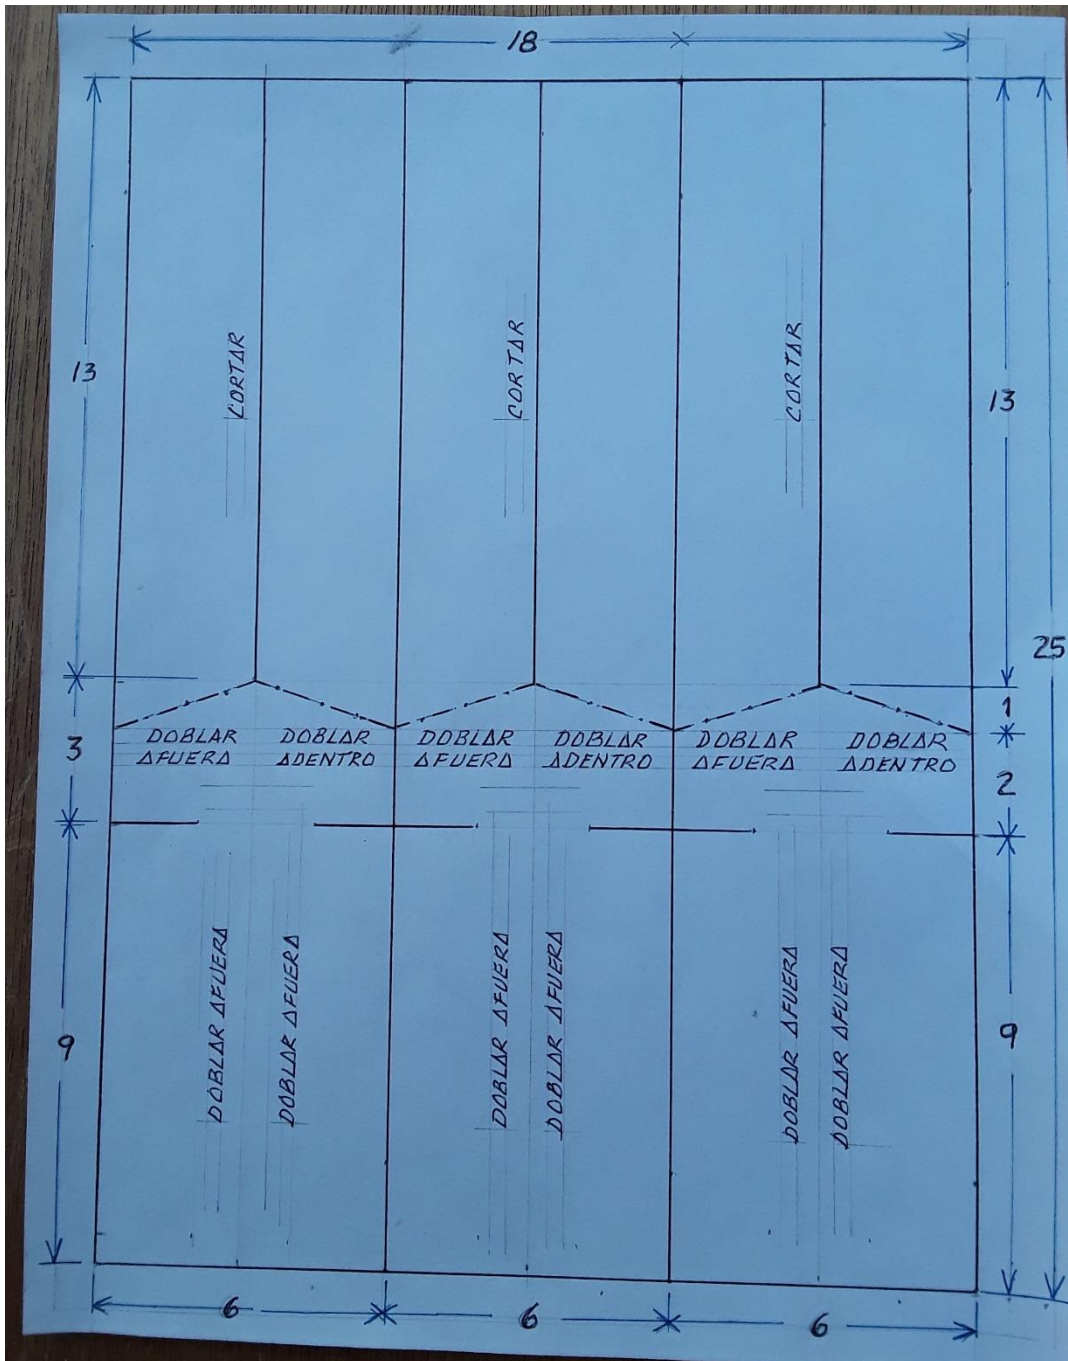 18
13
13
CORTAR
CORTAR
CORTAR
25
3
1
2
DOBLAR
AFUERA
DOBLAR
ADENTRO
DOBLAR
AFUERA
DOBLAR
ADENTRO
DOBLAR
AFUERA
DOBLAR
ADENTRO
9
9
DOBLAR AFUERA
DOBLAR AFUERA
DOBLAR AFUERA
DOBLAR AFUERA
DOBLAR AFUERA
DOBLAR AFUERA
6
6
6